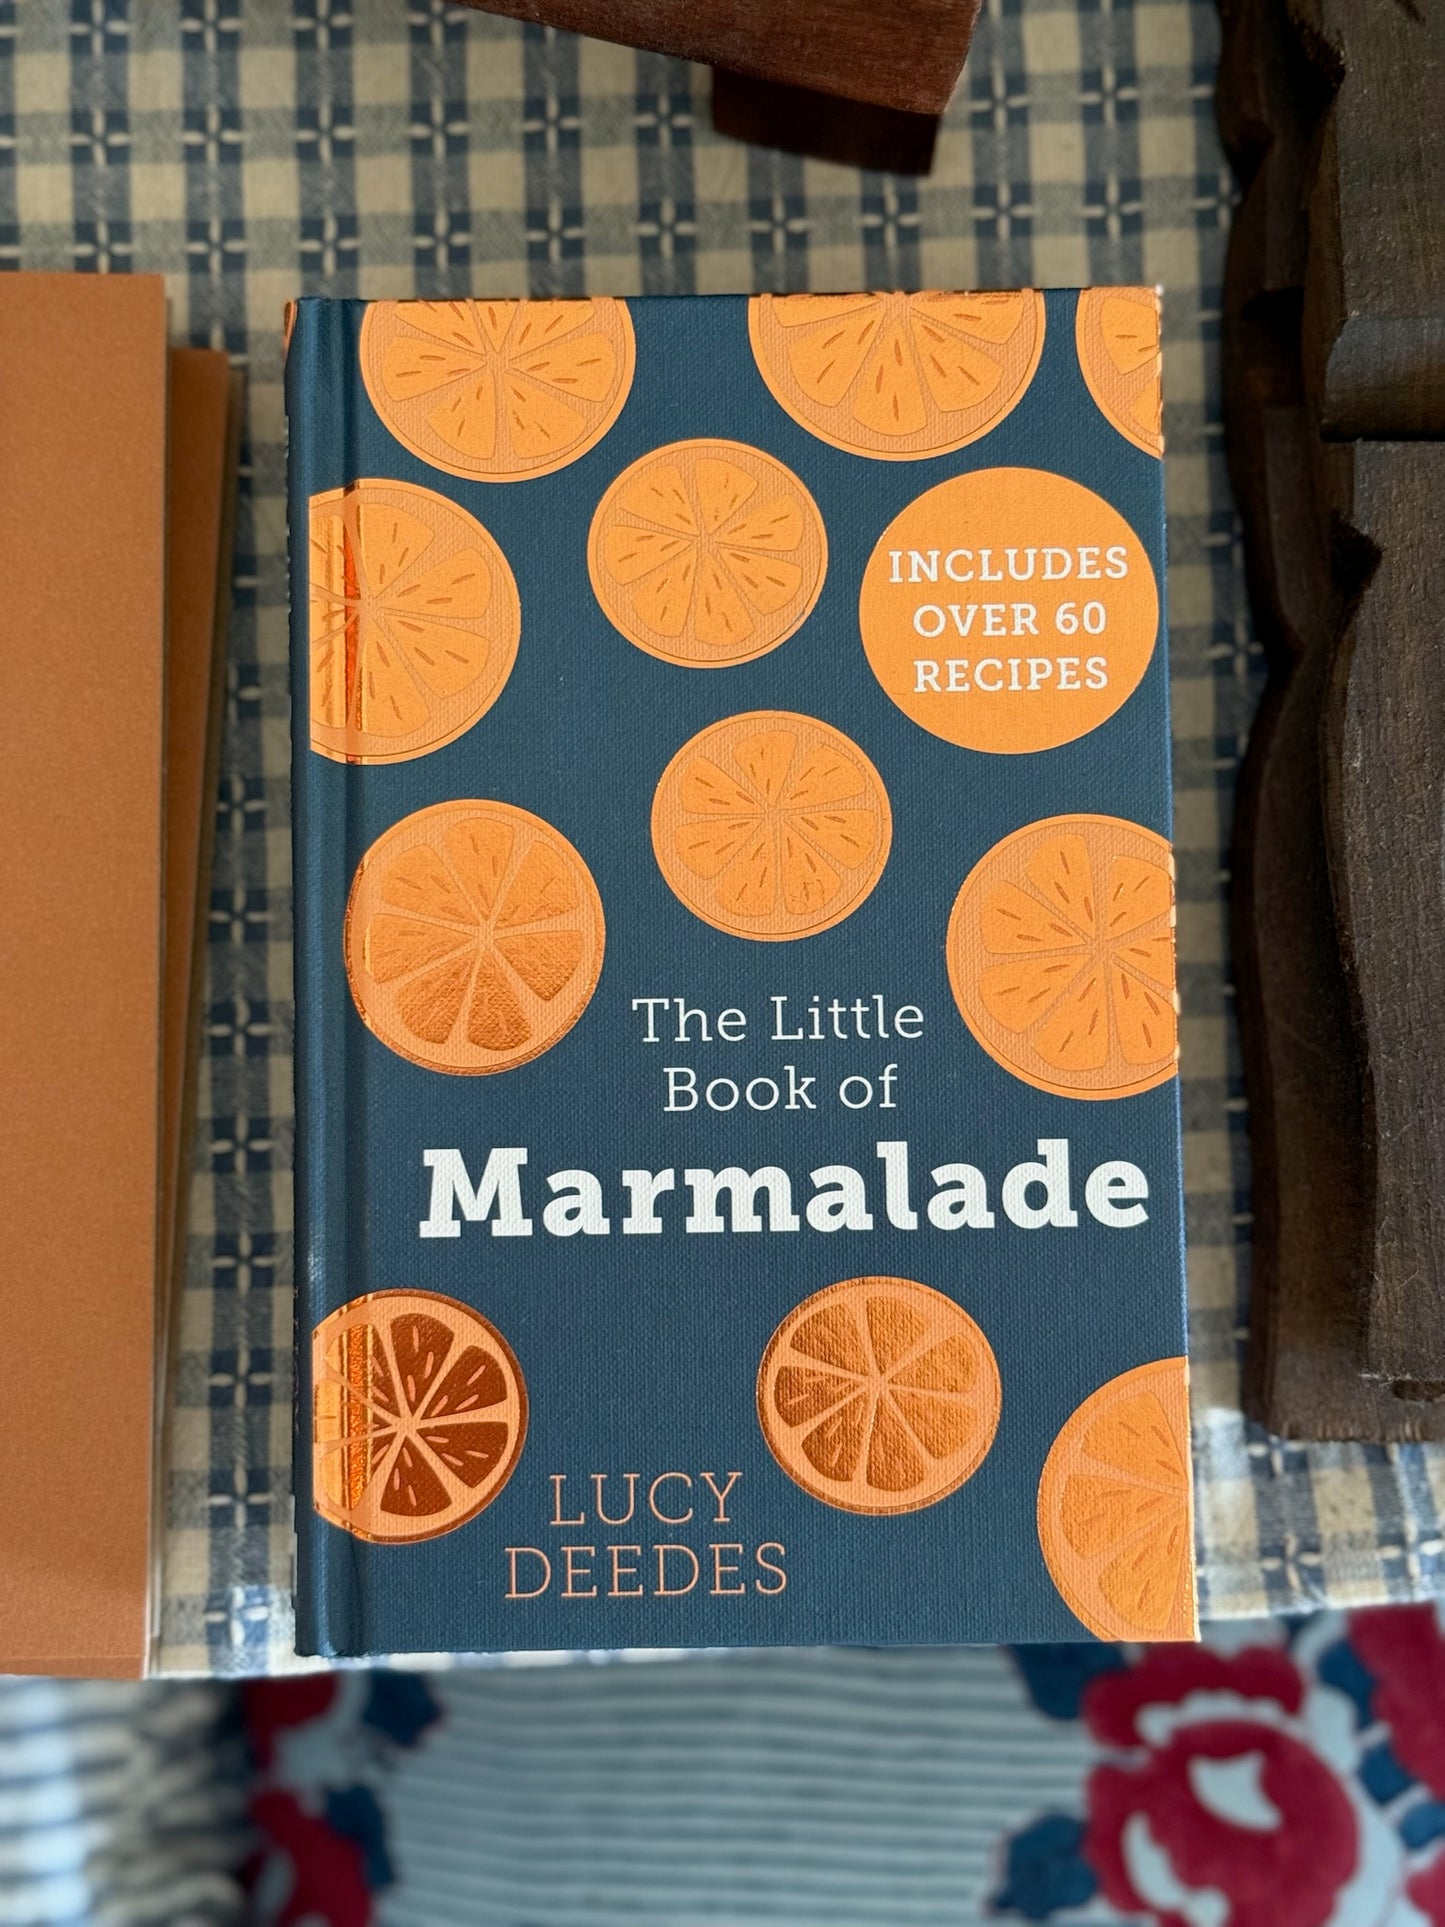 INCLUDES
OVER 60
RECIPES
The Little
Book of
Marmalade
LUCY
DEEDES